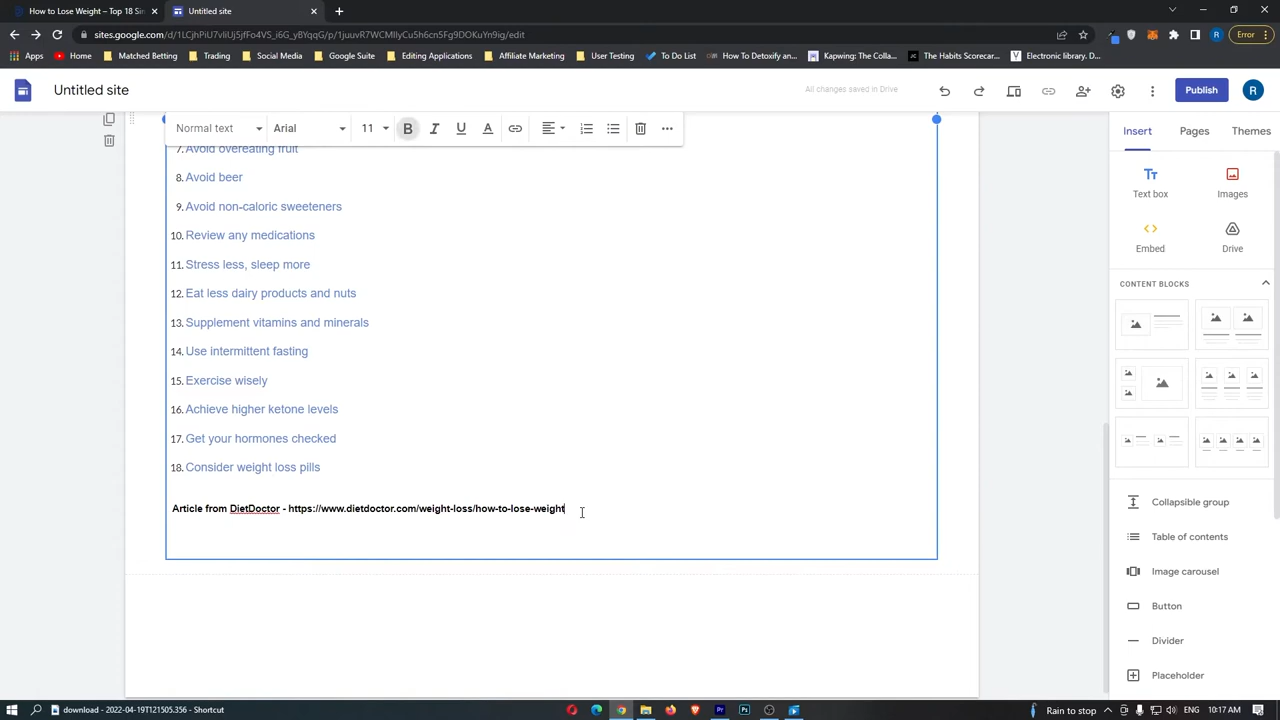 How to Lose Weight – Top 18 Sim
Untitled site
sites.google.com/d/1LCjhPiU7vliUj5jfFo4V5i6G_y8YqqG/p/1juuvR7WCMIlyCu5h6cn5Fg9DOKuYn9ig/edit
Error
Apps
Home
Matched Betting
Trading
Social Media
Google Suite
Editing Applications
Affiliate Marketing
User Testing
To Do List
How To Detoxify an...
Kapwing: The Colla...
The Habits Scorecar...
Electronic library. D...
Untitled site
All changes saved in Drive
Publish
R
Normal text
Arial
11
Insert
Pages
Themes
7. Avoid overeating fruit
8. Avoid beer
9. Avoid non-caloric sweeteners
10. Review any medications
11. Stress less, sleep more
12. Eat less dairy products and nuts
13. Supplement vitamins and minerals
14. Use intermittent fasting
15. Exercise wisely
16. Achieve higher ketone levels
17. Get your hormones checked
18. Consider weight loss pills
Article from DietDoctor - https://www.dietdoctor.com/weight-loss/how-to-lose-weight
Text box
Images
Embed
Drive
CONTENT BLOCKS
Collapsible group
Table of contents
Image carousel
Button
Divider
Placeholder
download - 2022-04-19T121505.356 - Shortcut
Rain to stop
10:17 AM